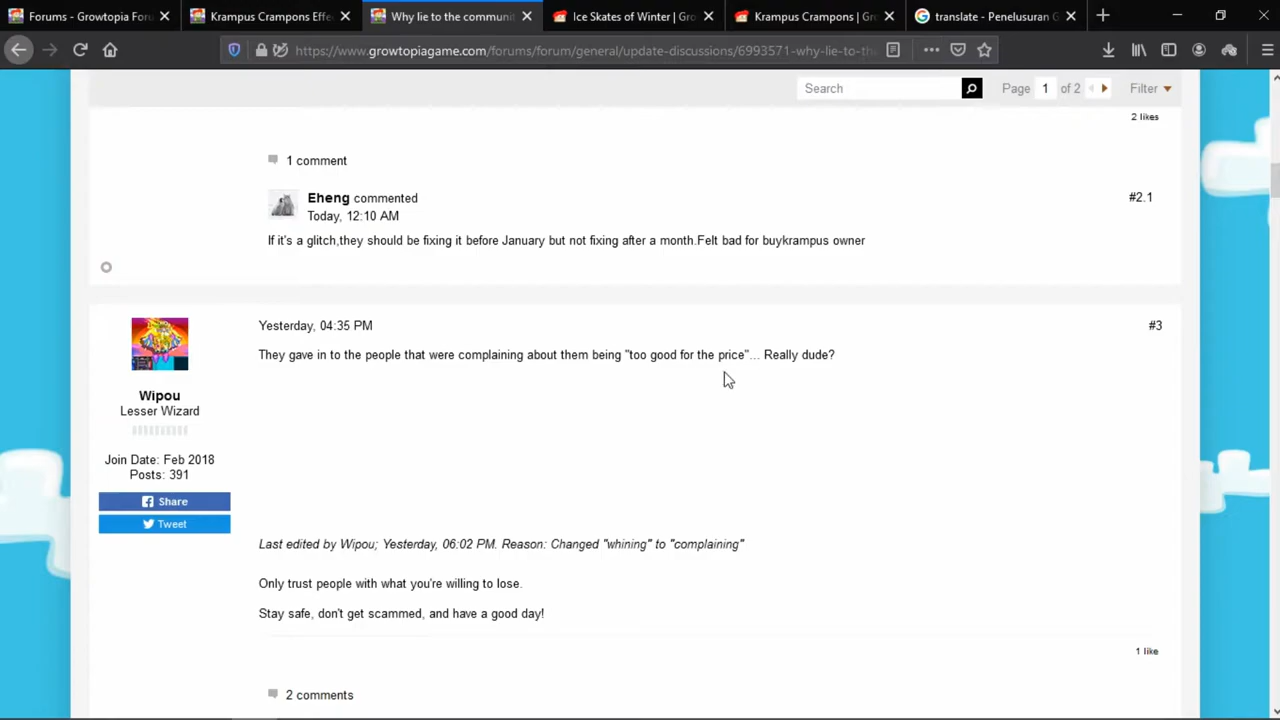 Forums - Growtopia For
Krampus Crampons Effe
Why lie to the communi
Ice Skates of Winter | Gro
Krampus Crampons | Gr
translate - Penelusuran G
https://www.growtopiagame.com/forums/forum/general/update-discussions/6993571-why-lie-to-th
Search
Page 1 of 2
Filter
2 likes
1 comment
Eheng commented
#2.1
Today, 12:10 AM
If it's a glitch,they should be fixing it before January but not fixing after a month.Felt bad for buykrampus owner
Yesterday, 04:35 PM
#3
They gave in to the people that were complaining about them being "too good for the price"... Really dude?
Wipou
Lesser Wizard
Join Date: Feb 2018
Posts: 391
Share
Tweet
Last edited by Wipou; Yesterday, 06:02 PM. Reason: Changed "whining" to "complaining"
Only trust people with what you're willing to lose.
Stay safe, don't get scammed, and have a good day!
1 like
2 comments